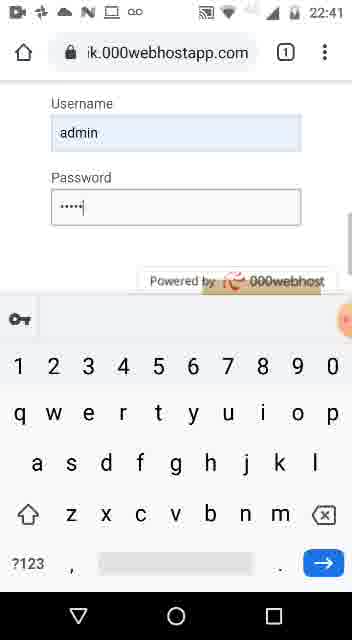 22:41
ik.000webhostapp.com
1
Username
admin
Password
•••••
Powered by 000webhost
1 2 3 4 5 6 7 8 9 0
q w e r t y u i o p
a s d f g h j k l
z x c v b n m
?123 , .